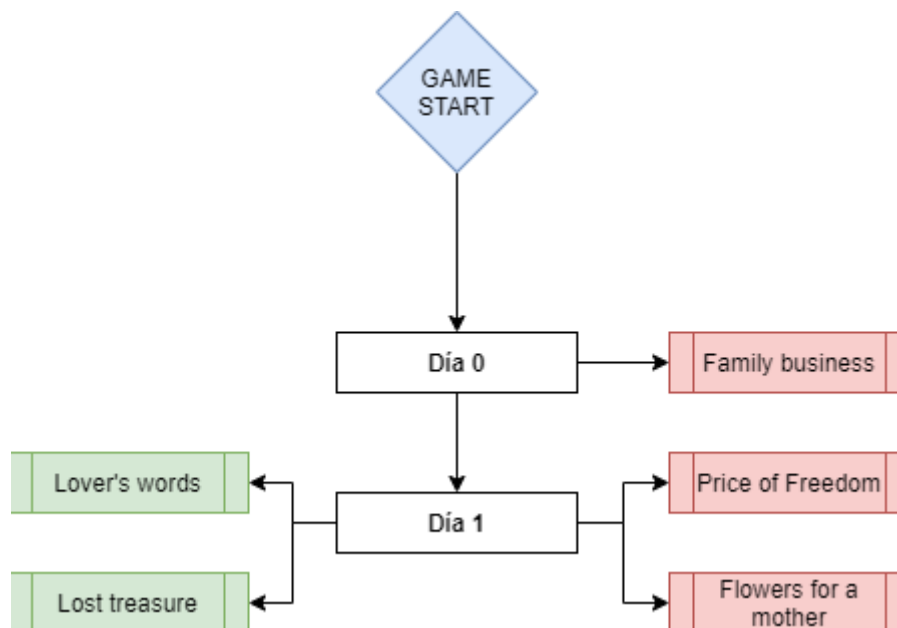 GAME
START
Día 0
Family business
Lover's words
Price of Freedom
Día 1
Lost treasure
Flowers for a
mother